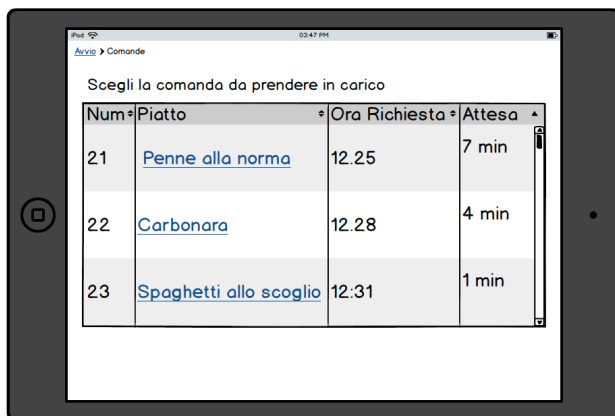 iPod 03:47 PM
Avvio > Comande
Scegli la comanda da prendere in carico
Num Piatto Ora Richiesta Attesa
21 Penne alla norma 12.25 7 min
22 Carbonara 12.28 4 min
23 Spaghetti allo scoglio 12:31 1 min